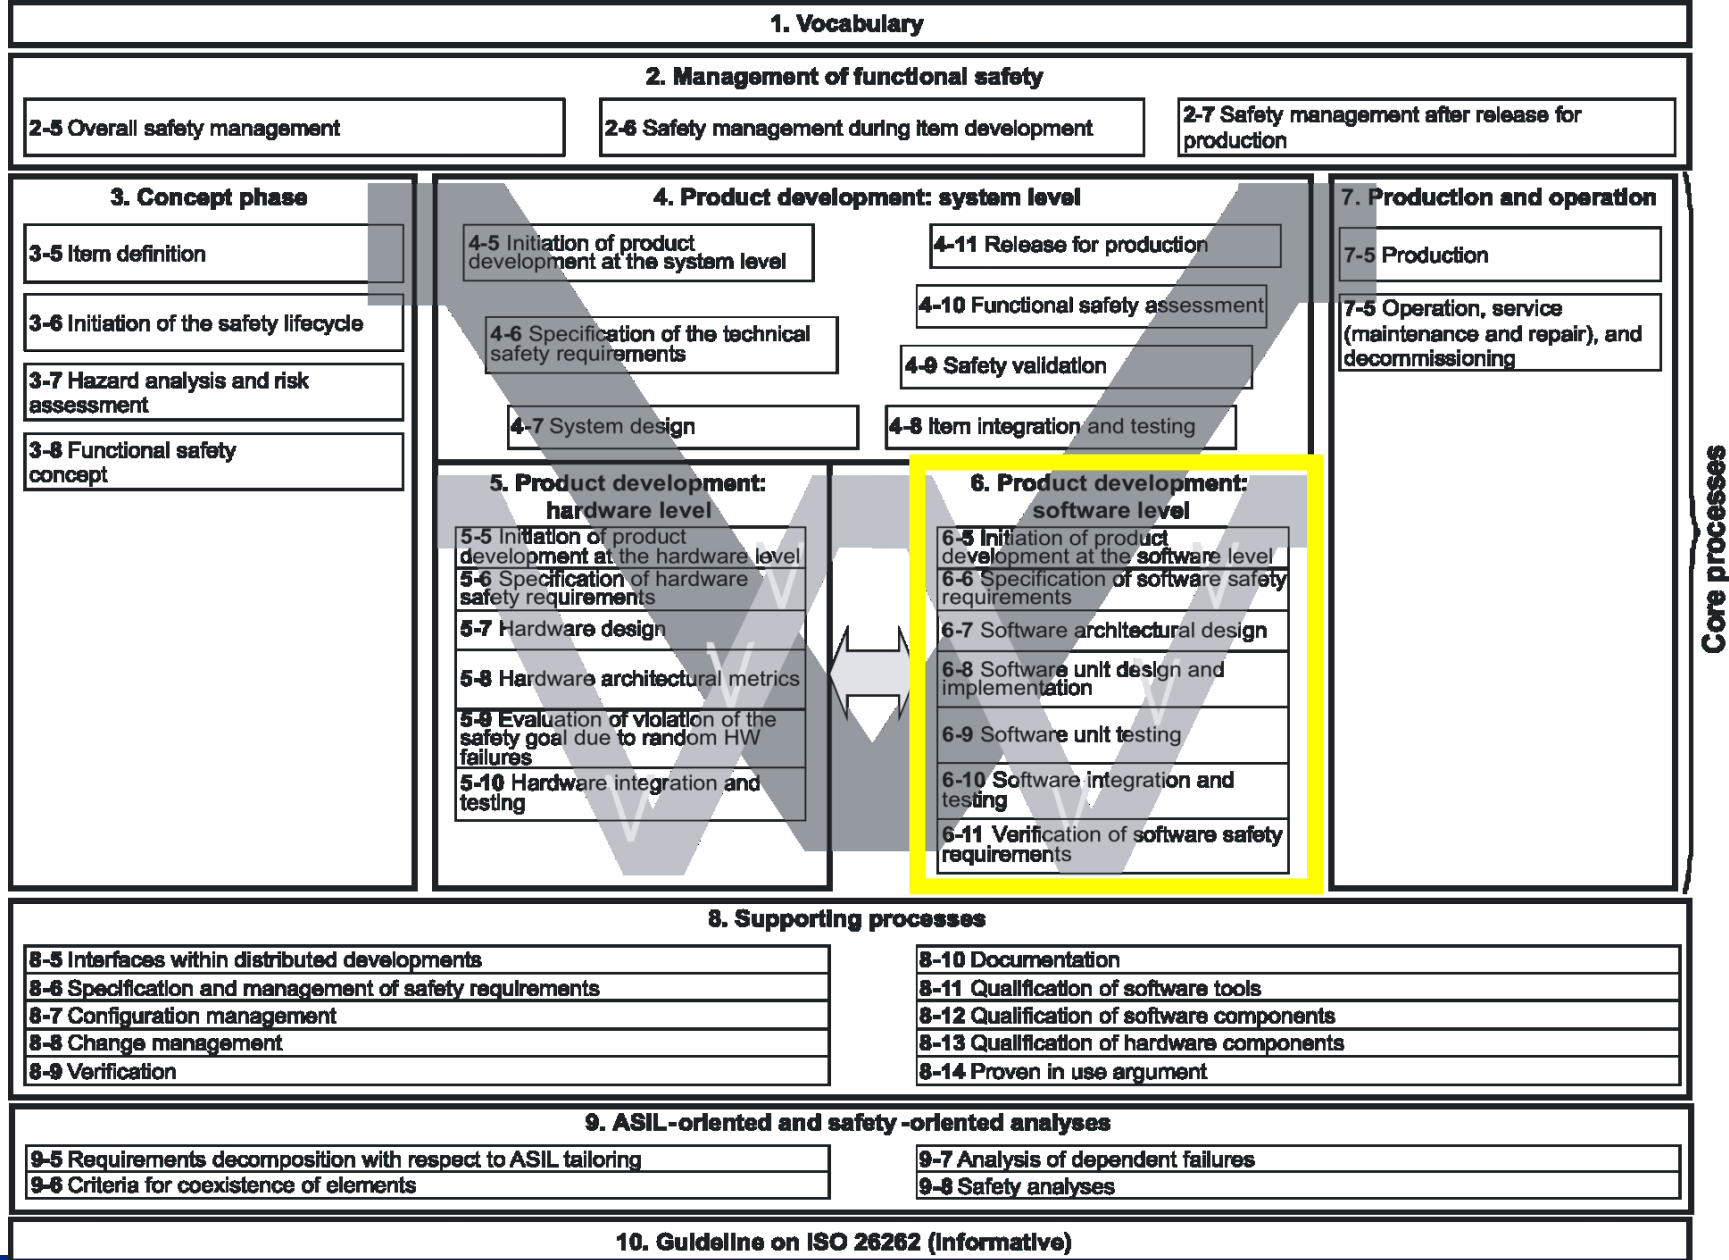 1. Vocabulary
2. Management of functional safety
2-5 Overall safety management
2-6 Safety management during item development
2-7 Safety management after release for
production
3. Concept phase
3-5 Item definition
3-6 Initiation of the safety lifecycle
3-7 Hazard analysis and risk
assessment
3-8 Functional safety
concept
4. Product development: system level
4-5 Initiation of product
development at the system level
4-6 Specification of the technical
safety requirements
4-7 System design
4-11 Release for production
4-10 Functional safety assessment
4-9 Safety validation
4-8 Item integration and testing
7. Production and operation
7-5 Production
7-5 Operation, service
(maintenance and repair), and
decommissioning
5. Product development:
hardware level
5-5 Initiation of product
development at the hardware level
5-6 Specification of hardware
safety requirements
5-7 Hardware design
5-8 Hardware architectural metrics
5-9 Evaluation of violation of the
safety goal due to random HW
failures
5-10 Hardware integration and
testing
V
V
V
6. Product development:
software level
6-5 Initiation of product
development at the software level
6-6 Specification of software safety
requirements
6-7 Software architectural design
6-8 Software unit design and
implementation
6-9 Software unit testing
6-10 Software integration and
testing
6-11 Verification of software safety
requirements
V
V
V
Core processes
8. Supporting processes
8-5 Interfaces within distributed developments
8-6 Specification and management of safety requirements
8-7 Configuration management
8-8 Change management
8-9 Verification
8-10 Documentation
8-11 Qualification of software tools
8-12 Qualification of software components
8-13 Qualification of hardware components
8-14 Proven in use argument
9. ASIL-oriented and safety -oriented analyses
9-5 Requirements decomposition with respect to ASIL tailoring
9-6 Criteria for coexistence of elements
9-7 Analysis of dependent failures
9-8 Safety analyses
10. Guideline on ISO 26262 (informative)